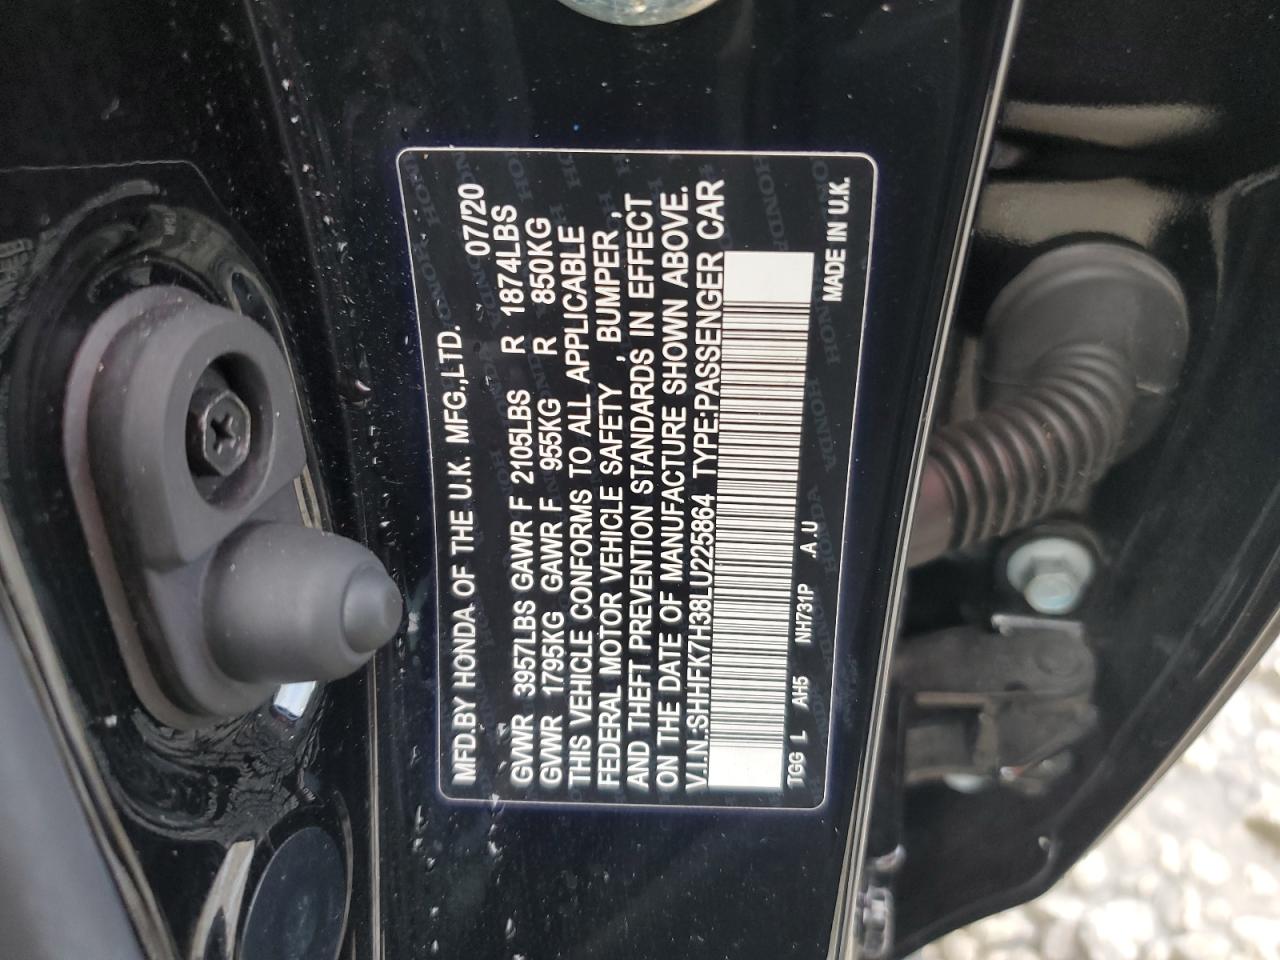 MFD.BY HONDA OF THE U.K. MFG.,LTD. 07/20
GVWR 3957LBS GAWR F 2105LBS R 1874LBS
GVWR 1795KG GAWR F 955KG R 850KG
THIS VEHICLE CONFORMS TO ALL APPLICABLE
FEDERAL MOTOR VEHICLE SAFETY , BUMPER ,
AND THEFT PREVENTION STANDARDS IN EFFECT
ON THE DATE OF MANUFACTURE SHOWN ABOVE.
V.I.N.:SHHFK7H38LU225864 TYPE:PASSENGER CAR
TGG L AH5 NH731P .A.U
MADE IN U.K.